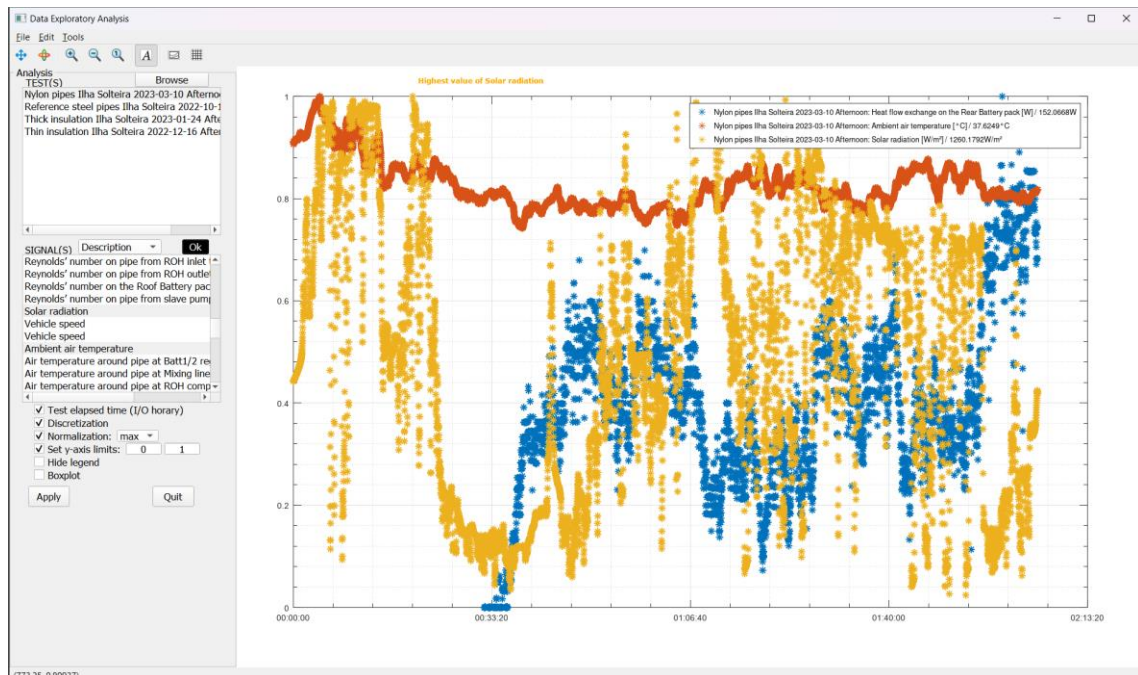 Data Exploratory Analysis
File Edit Tools
A
Analysis
TEST(S)
Browse
Nylon pipes Ilha Solteira 2023-03-10 Afterno
Reference steel pipes Ilha Solteira 2022-10-1
Thick insulation Ilha Solteira 2023-01-24 Afte
Thin insulation Ilha Solteira 2022-12-16 Afte
SIGNAL(S) Description Ok
Reynolds' number on pipe from ROH inlet
Reynolds' number on pipe from ROH outle
Reynolds' number on the Roof Battery pac
Reynolds' number on pipe from slave pum
Solar radiation
Vehicle speed
Vehicle speed
Ambient air temperature
Air temperature around pipe at Batt1/2 re
Air temperature around pipe at Mixing line
Air temperature around pipe at ROH comp
Test elapsed time (I/O horary)
Discretization
Normalization: max
Set y-axis limits: 0 1
Hide legend
Boxplot
Apply Quit
Highest value of Solar radiation
Nylon pipes Ilha Solteira 2023-03-10 Afternoon: Heat flow exchange on the Rear Battery pack [W] / 152.0668W
Nylon pipes Ilha Solteira 2023-03-10 Afternoon: Ambient air temperature [°C] / 37.6249°C
Nylon pipes Ilha Solteira 2023-03-10 Afternoon: Solar radiation [W/m²] / 1260.1792W/m²
1
0.8
0.6
0.4
0.2
0
00:00:00 00:33:20 01:06:40 01:40:00 02:13:20